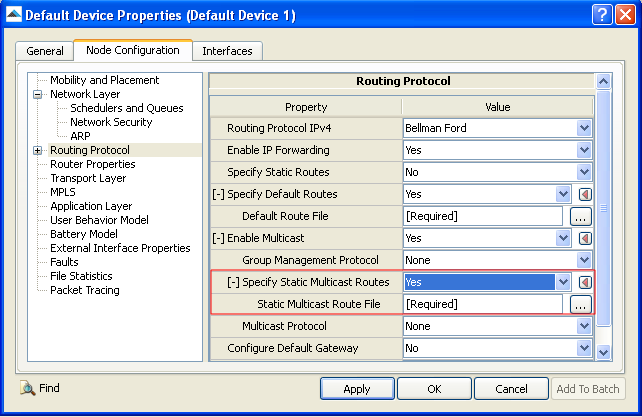 Default Device Properties (Default Device 1)
General Node Configuration Interfaces
Mobility and Placement
Network Layer
Schedulers and Queues
Network Security
ARP
Routing Protocol
Router Properties
Transport Layer
MPLS
Application Layer
User Behavior Model
Battery Model
External Interface Properties
Faults
File Statistics
Packet Tracing
Routing Protocol
Property Value
Routing Protocol IPv4 Bellman Ford
Enable IP Forwarding Yes
Specify Static Routes No
[-] Specify Default Routes Yes
Default Route File [Required] ...
[-] Enable Multicast Yes
Group Management Protocol None
[-] Specify Static Multicast Routes Yes
Static Multicast Route File [Required] ...
Multicast Protocol None
Configure Default Gateway No
Find Apply OK Cancel Add To Batch